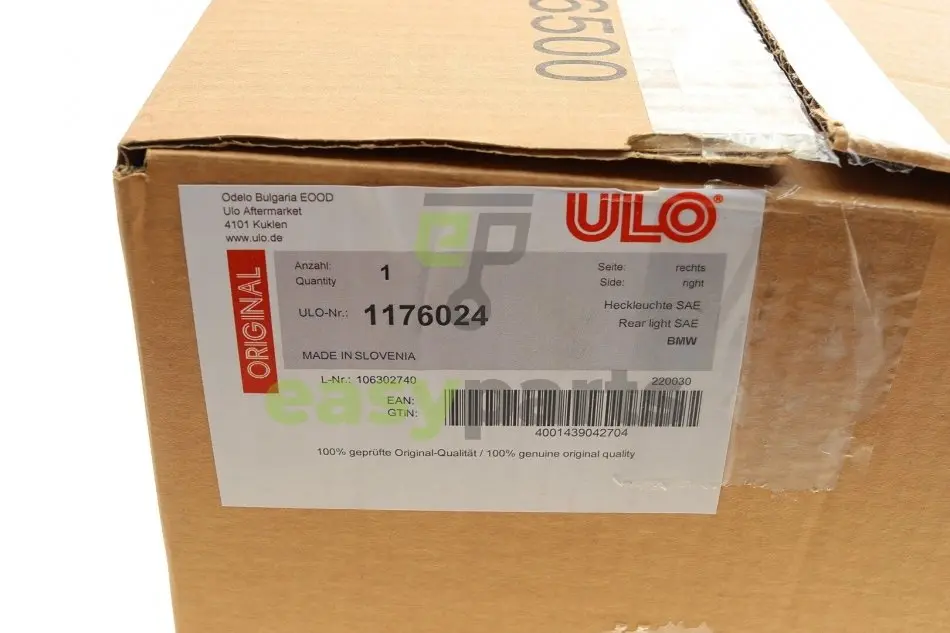 6500
Odelo Bulgaria EOOD
Ulo Aftermarket
4101 Kuklen
www.ulo.de
ULO®
ORIGINAL
Anzahl: 1
Quantity
Seite: rechts
Side: right
ULO-Nr.: 1176024
Heckleuchte SAE
Rear light SAE
BMW
MADE IN SLOVENIA
L-Nr.: 106302740
220030
EAN:
GTIN:
4001439042704
100% geprüfte Original-Qualität / 100% genuine original quality
ep
easyparts